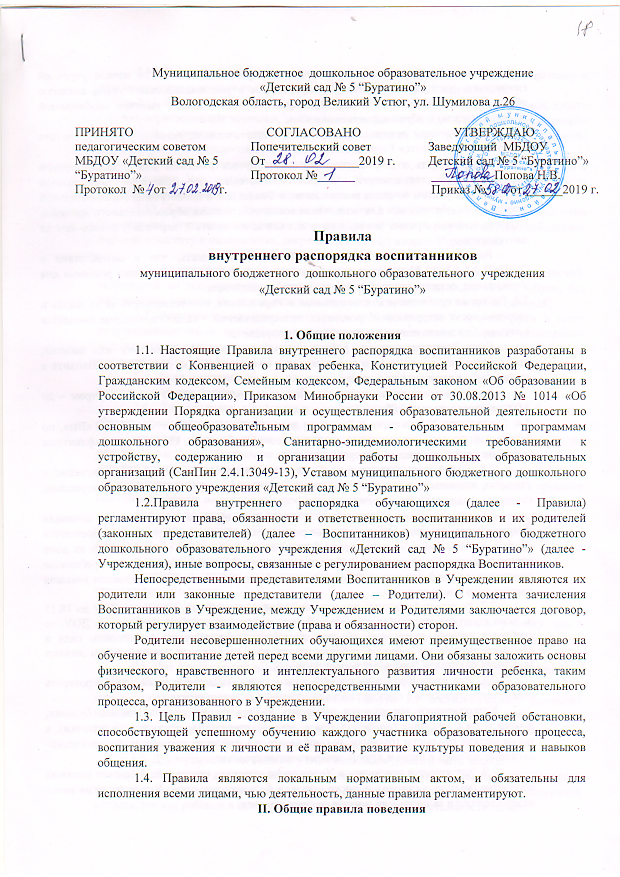 Муниципальное бюджетное дошкольное образовательное учреждение
«Детский сад № 5 “Буратино”»
Вологодская область, город Великий Устюг, ул. Шумилова д.26
ПРИНЯТО СОГЛАСОВАНО УТВЕРЖДАЮ
педагогическим советом Попечительский совет Заведующий МБДОУ
МБДОУ «Детский сад № 5 От 28. 02 2019 г. Детский сад № 5 “Буратино”»
“Буратино”» Протокол № 1 Попова Попова Н.В.
Протокол № 4 от 27.02.2019г. Приказ № от 27.02 2019 г.
Правила
внутреннего распорядка воспитанников
муниципального бюджетного дошкольного образовательного учреждения
«Детский сад № 5 “Буратино”»
1. Общие положения
1.1. Настоящие Правила внутреннего распорядка воспитанников разработаны в
соответствии с Конвенцией о правах ребенка, Конституцией Российской Федерации,
Гражданским кодексом, Семейным кодексом, Федеральным законом «Об образовании в
Российской Федерации», Приказом Минобрнауки России от 30.08.2013 № 1014 «Об
утверждении Порядка организации и осуществления образовательной деятельности по
основным общеобразовательным программам - образовательным программам
дошкольного образования», Санитарно-эпидемиологическими требованиями к
устройству, содержанию и организации работы дошкольных образовательных
организаций (СанПин 2.4.1.3049-13), Уставом муниципального бюджетного дошкольного
образовательного учреждения «Детский сад № 5 “Буратино”»
1.2.Правила внутреннего распорядка обучающихся (далее - Правила)
регламентируют права, обязанности и ответственность воспитанников и их родителей
(законных представителей) (далее – Воспитанников) муниципального бюджетного
дошкольного образовательного учреждения «Детский сад № 5 “Буратино”» (далее -
Учреждения), иные вопросы, связанные с регулированием распорядка Воспитанников.
Непосредственными представителями Воспитанников в Учреждении являются их
родители или законные представители (далее – Родители). С момента зачисления
Воспитанников в Учреждение, между Учреждением и Родителями заключается договор,
который регулирует взаимодействие (права и обязанности) сторон.
Родители несовершеннолетних обучающихся имеют преимущественное право на
обучение и воспитание детей перед всеми другими лицами. Они обязаны заложить основы
физического, нравственного и интеллектуального развития личности ребенка, таким
образом, Родители - являются непосредственными участниками образовательного
процесса, организованного в Учреждении.
1.3. Цель Правил - создание в Учреждении благоприятной рабочей обстановки,
способствующей успешному обучению каждого участника образовательного процесса,
воспитания уважения к личности и её правам, развитие культуры поведения и навыков
общения.
1.4. Правила являются локальным нормативным актом, и обязательны для
исполнения всеми лицами, чью деятельность, данные правила регламентируют.
II. Общие правила поведения